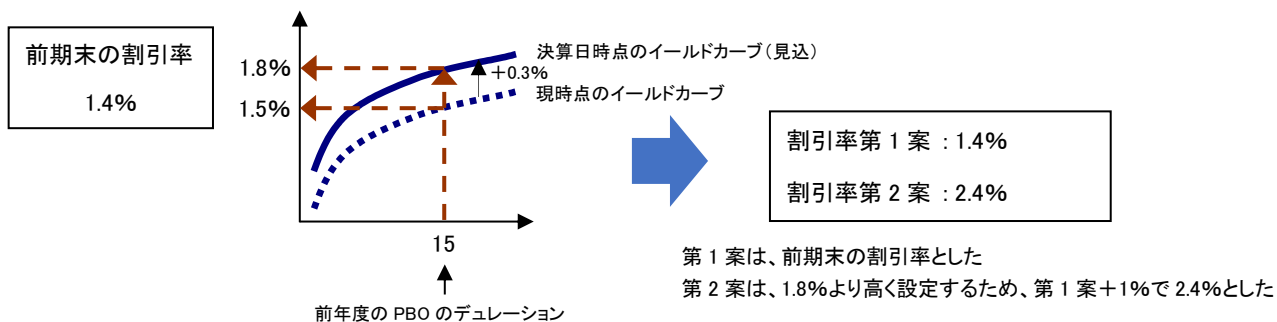 前期末の割引率
1.4%
1.8%
1.5%
+0.3%
決算日時点のイールドカーブ(見込)
現時点のイールドカーブ
15
前年度の PBO のデュレーション
割引率第 1 案 : 1.4%
割引率第 2 案 : 2.4%
第 1 案は、前期末の割引率とした
第 2 案は、1.8%より高く設定するため、第 1 案+1%で 2.4%とした